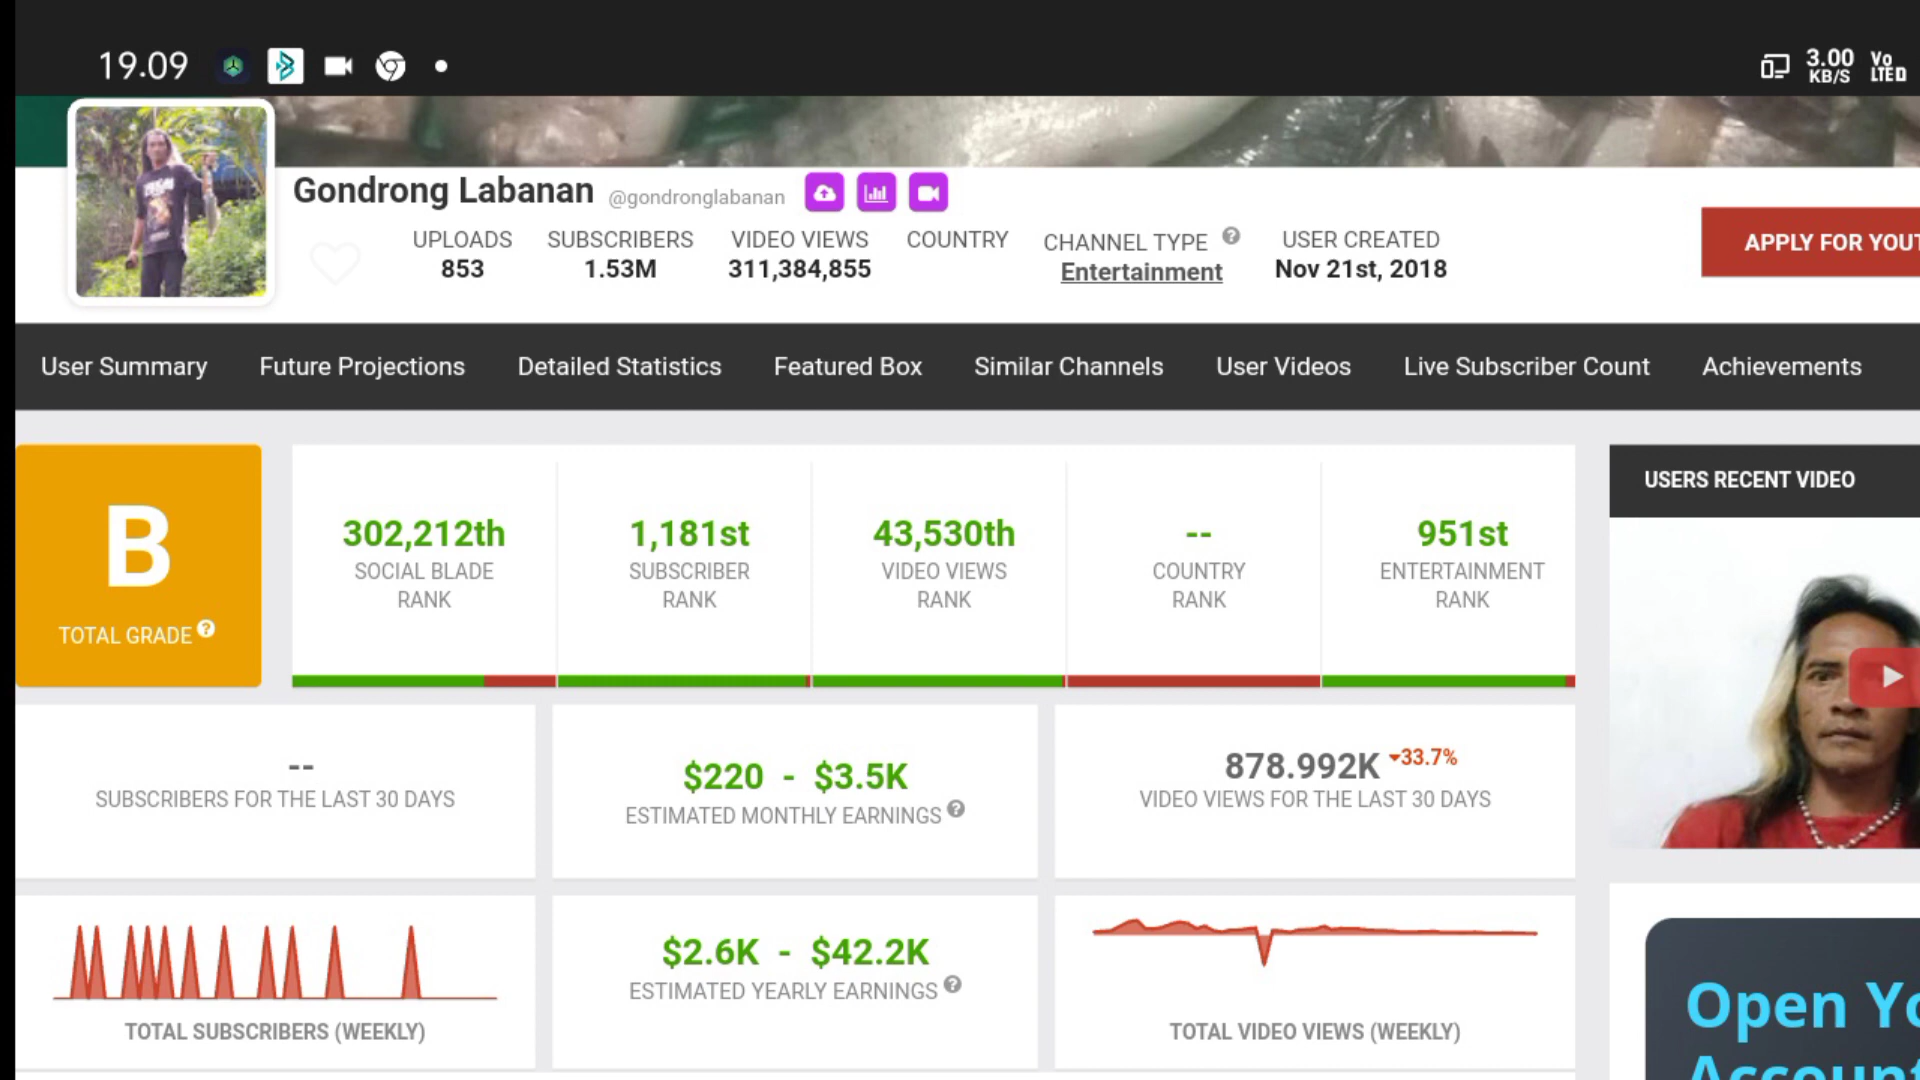 19.09
3.00
KB/S
Vo
LTE
Gondrong Labanan @gondronglabanan
UPLOADS
853
SUBSCRIBERS
1.53M
VIDEO VIEWS
311,384,855
COUNTRY
CHANNEL TYPE
Entertainment
USER CREATED
Nov 21st, 2018
APPLY FOR YOUT
User Summary
Future Projections
Detailed Statistics
Featured Box
Similar Channels
User Videos
Live Subscriber Count
Achievements
B
TOTAL GRADE
302,212th
SOCIAL BLADE
RANK
1,181st
SUBSCRIBER
RANK
43,530th
VIDEO VIEWS
RANK
--
COUNTRY
RANK
951st
ENTERTAINMENT
RANK
USERS RECENT VIDEO
--
SUBSCRIBERS FOR THE LAST 30 DAYS
$220 - $3.5K
ESTIMATED MONTHLY EARNINGS
878.992K 33.7%
VIDEO VIEWS FOR THE LAST 30 DAYS
TOTAL SUBSCRIBERS (WEEKLY)
$2.6K - $42.2K
ESTIMATED YEARLY EARNINGS
TOTAL VIDEO VIEWS (WEEKLY)
Open Yo
Account